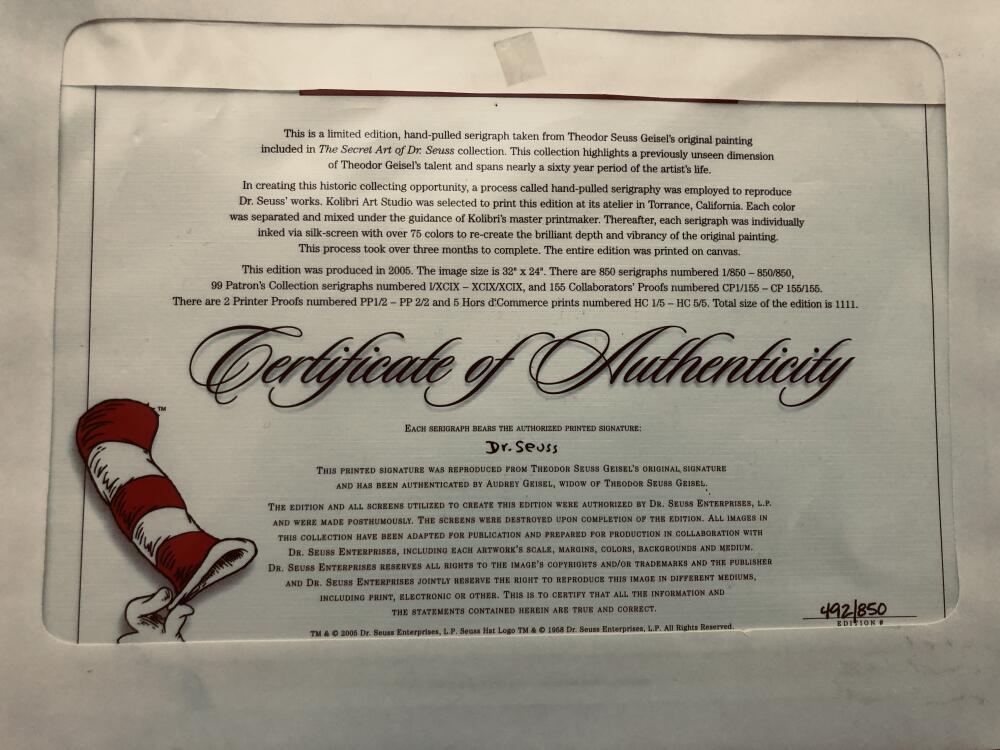 This is a limited edition, hand-pulled serigraph taken from Theodor Seuss Geisel's original painting
included in The Secret Art of Dr. Seuss collection. This collection highlights a previously unseen dimension
of Theodor Geisel's talent and spans nearly a sixty year period of the artist's life.
In creating this historic collecting opportunity, a process called hand-pulled serigraphy was employed to reproduce
Dr. Seuss' works. Kolibri Art Studio was selected to print this edition at its atelier in Torrance, California. Each color
was separated and mixed under the guidance of Kolibri's master printmaker. Thereafter, each serigraph was individually
inked via silk-screen with over 75 colors to re-create the brilliant depth and vibrancy of the original painting.
This process took over three months to complete. The entire edition was printed on canvas.
This edition was produced in 2005. The image size is 32" x 24". There are 850 serigraphs numbered 1/850 – 850/850,
99 Patron's Collection serigraphs numbered I/XCIX – XCIX/XCIX, and 155 Collaborators' Proofs numbered CP1/155 – CP 155/155.
There are 2 Printer Proofs numbered PP1/2 – PP 2/2 and 5 Hors d'Commerce prints numbered HC 1/5 – HC 5/5. Total size of the edition is 1111.
Certificate of Authenticity
TM
Each serigraph bears the authorized printed signature:
Dr. Seuss
This printed signature was reproduced from Theodor Seuss Geisel's original signature
and has been authenticated by Audrey Geisel, widow of Theodor Seuss Geisel.
The edition and all screens utilized to create this edition were authorized by Dr. Seuss Enterprises, L.P.
and were made posthumously. The screens were destroyed upon completion of the edition. All images in
this collection have been adapted for publication and prepared for production in collaboration with
Dr. Seuss Enterprises, including each artwork's scale, margins, colors, backgrounds and medium.
Dr. Seuss Enterprises reserves all rights to the image's copyrights and/or trademarks and the publisher
and Dr. Seuss Enterprises jointly reserve the right to reproduce this image in different mediums,
including print, electronic or other. This is to certify that all the information and
the statements contained herein are true and correct.
492/850
Edition #
TM & © 2005 Dr. Seuss Enterprises, L.P. Seuss Hat Logo TM & © 1958 Dr. Seuss Enterprises, L.P. All Rights Reserved.